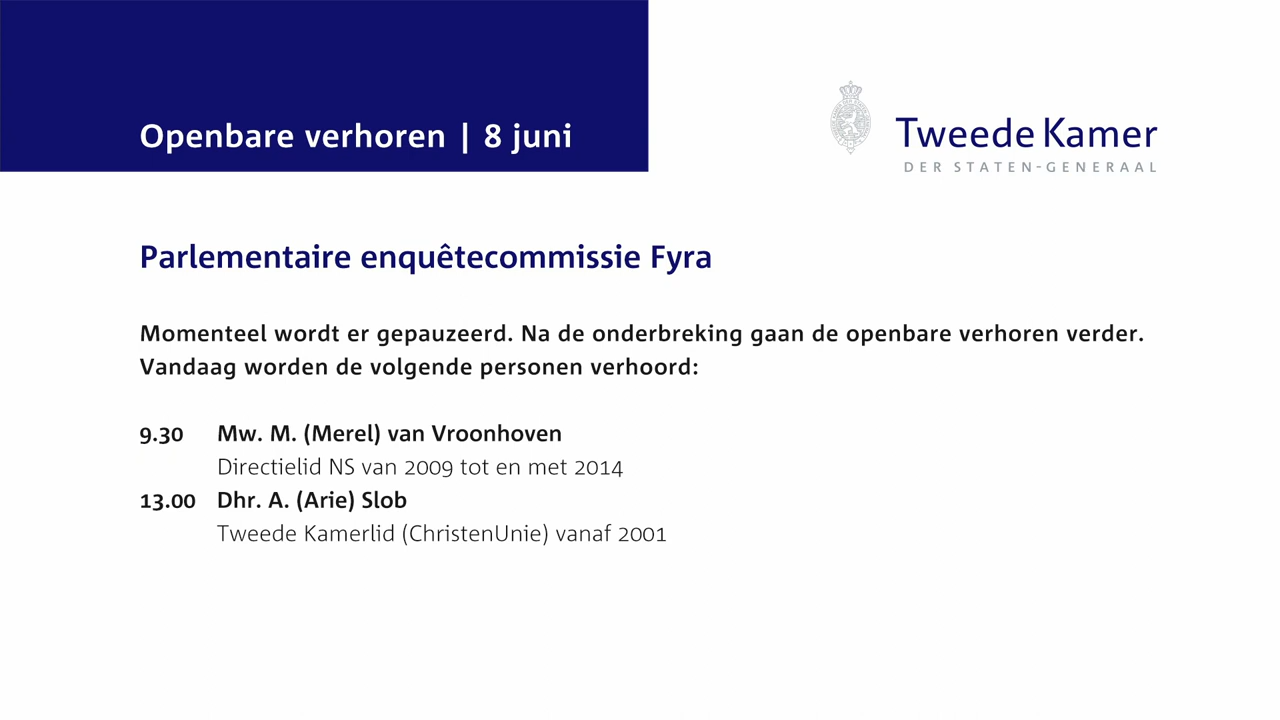 Openbare verhoren | 8 juni
Tweede Kamer
DER STATEN-GENERAAL
Parlementaire enquêtecommissie Fyra
Momenteel wordt er gepauzeerd. Na de onderbreking gaan de openbare verhoren verder.
Vandaag worden de volgende personen verhoord:
9.30 Mw. M. (Merel) van Vroonhoven
Directielid NS van 2009 tot en met 2014
13.00 Dhr. A. (Arie) Slob
Tweede Kamerlid (ChristenUnie) vanaf 2001